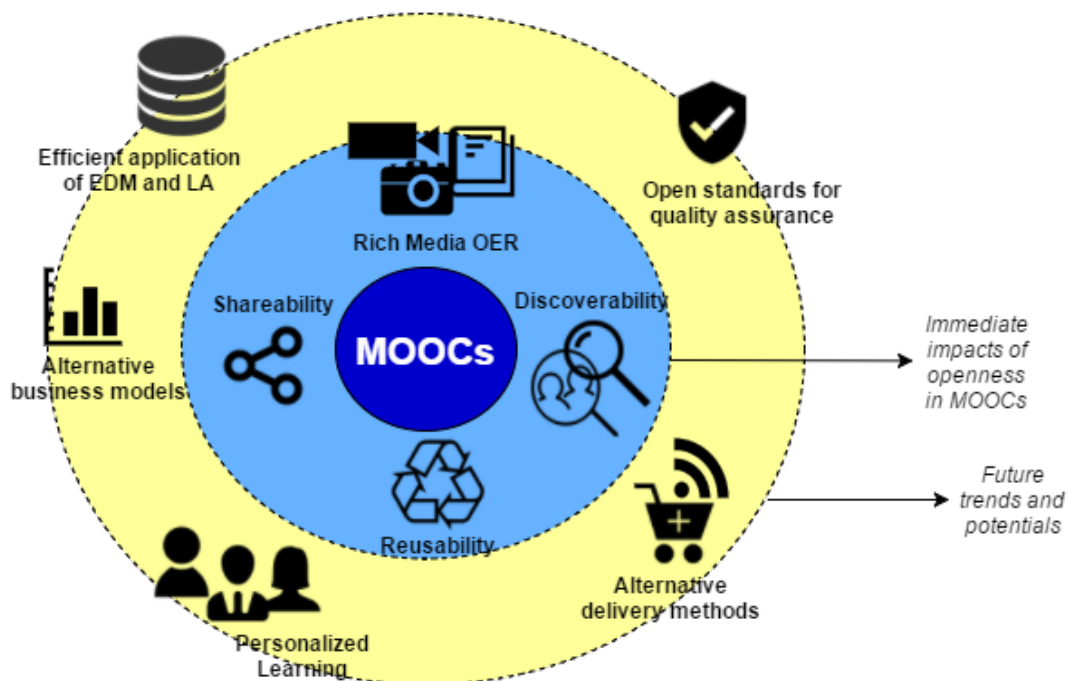 Efficient application
of EDM and LA
Open standards for
quality assurance
Rich Media OER
Shareability
Discoverability
MOOCs
Alternative
business models
Immediate
impacts of
openness
in MOOCs
Reusability
Future
trends and
potentials
Alternative
delivery methods
Personalized
Learning